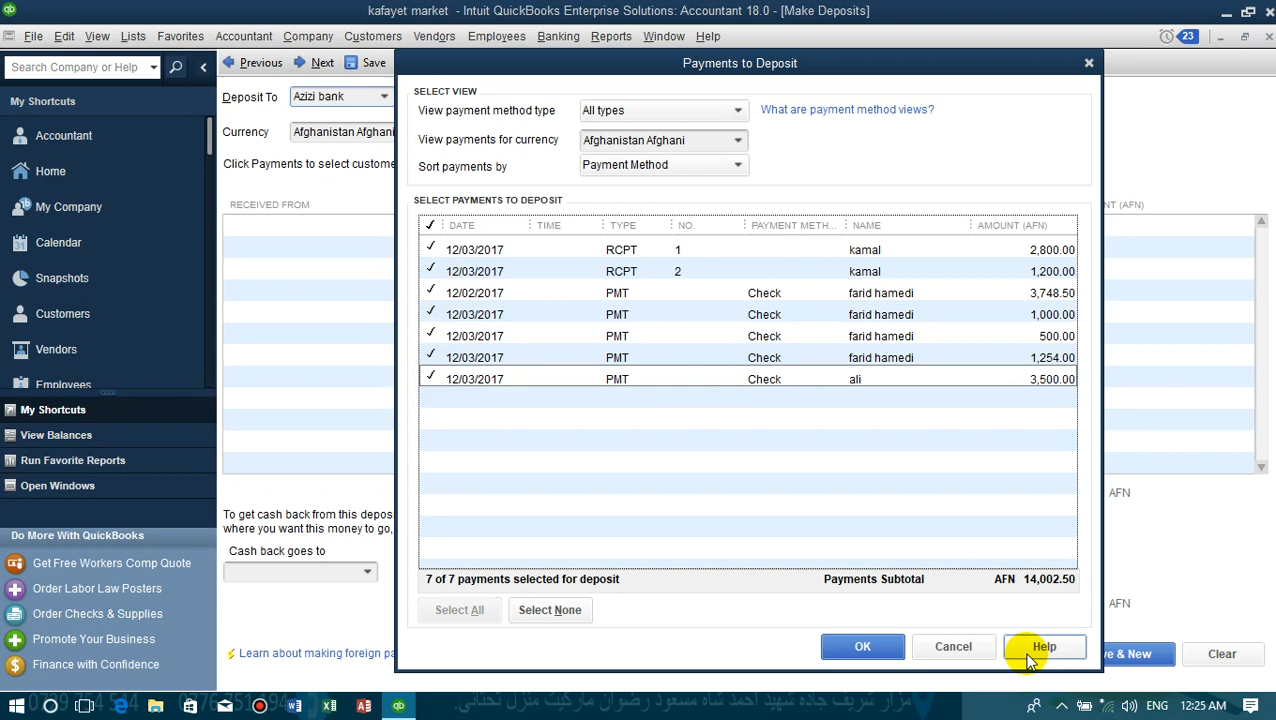 kafayet market - Intuit QuickBooks Enterprise Solutions: Accountant 18.0 - [Make Deposits]
File Edit View Lists Favorites Accountant Company Customers Vendors Employees Banking Reports Window Help 23
Search Company or Help
Previous Next Save
My Shortcuts
Accountant
Home
My Company
Calendar
Snapshots
Customers
Vendors
Employees
My Shortcuts
View Balances
Run Favorite Reports
Open Windows
Do More With QuickBooks
Get Free Workers Comp Quote
Order Labor Law Posters
Order Checks & Supplies
Promote Your Business
Finance with Confidence
Deposit To Azizi bank
Currency Afghanistan Afghani
Click Payments to select custome
RECEIVED FROM
NT (AFN)
To get cash back from this depos
where you want this money to go,
Cash back goes to
Learn about making foreign pa
AFN
AFN
e & New Clear
Payments to Deposit
SELECT VIEW
View payment method type All types What are payment method views?
View payments for currency Afghanistan Afghani
Sort payments by Payment Method
SELECT PAYMENTS TO DEPOSIT
✓ DATE TIME TYPE NO. PAYMENT METH... NAME AMOUNT (AFN)
✓ 12/03/2017 RCPT 1 kamal 2,800.00
✓ 12/03/2017 RCPT 2 kamal 1,200.00
✓ 12/02/2017 PMT Check farid hamedi 3,748.50
✓ 12/03/2017 PMT Check farid hamedi 1,000.00
✓ 12/03/2017 PMT Check farid hamedi 500.00
✓ 12/03/2017 PMT Check farid hamedi 1,254.00
✓ 12/03/2017 PMT Check ali 3,500.00
7 of 7 payments selected for deposit Payments Subtotal AFN 14,002.50
Select All Select None
OK Cancel Help
مزار شریف جاده شهید احمد شاه مسعود رضوان مارکیت منزل تحتانی
ENG 12:25 AM